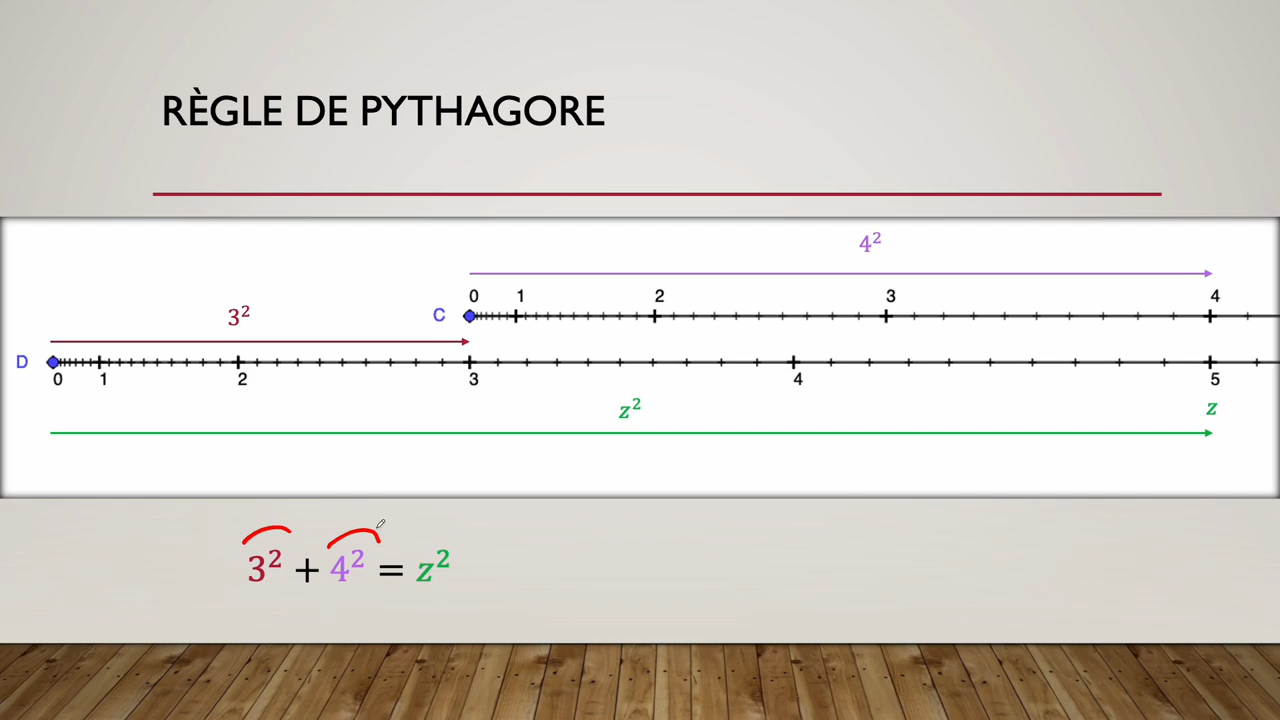 RÈGLE DE PYTHAGORE
4²
0 1 2 3 4
3²
C
D
0 1 2 3 4 5
z²
z
3² + 4² = z²